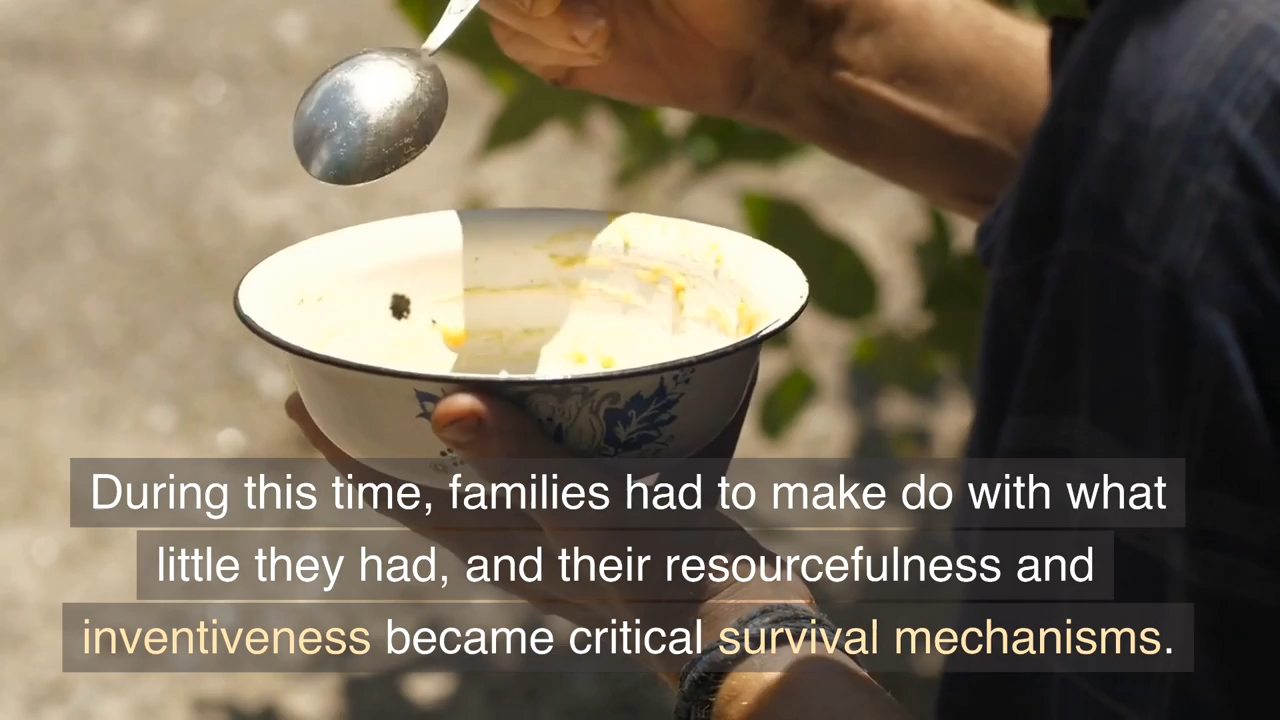 During this time, families had to make do with what
little they had, and their resourcefulness and
inventiveness became critical survival mechanisms.